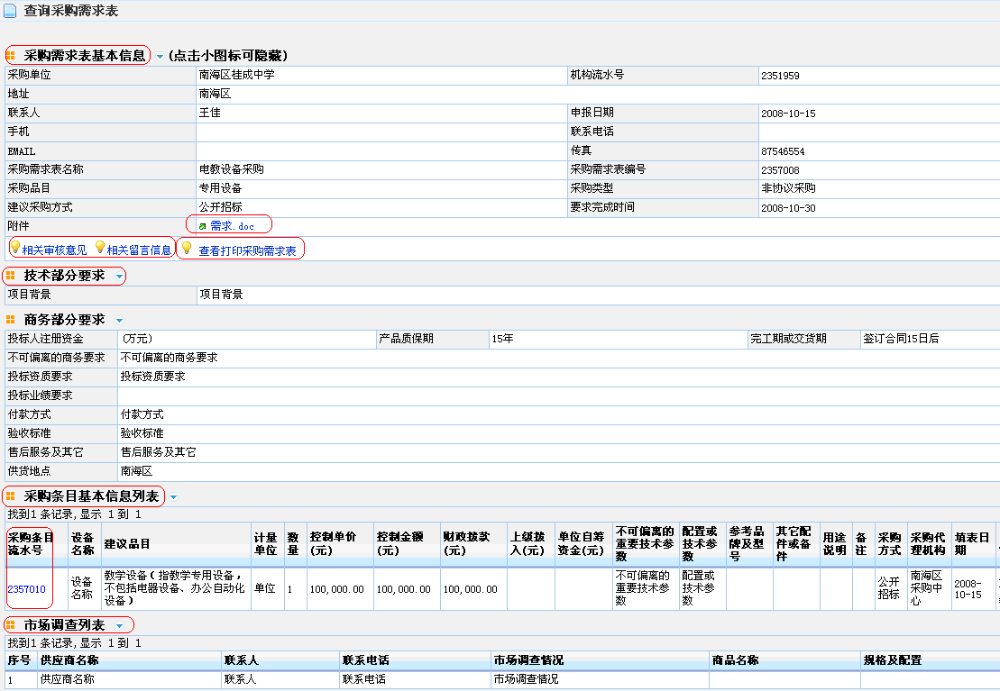 查询采购需求表
采购需求表基本信息 (点击小图标可隐藏)
采购单位 南海区桂成中学 机构流水号 2351959
地址 南海区
联系人 王佳 申报日期 2008-10-15
手机 联系电话
EMAIL 传真 87546554
采购需求表名称 电教设备采购 采购需求表编号 2357008
采购品目 专用设备 采购类型 非协议采购
建议采购方式 公开招标 要求完成时间 2008-10-30
附件 需求.doc
相关审核意见 相关留言信息 查看打印采购需求表
技术部分要求
项目背景 项目背景
商务部分要求
投标人注册资金 (万元) 产品质保期 15年 完工期或交货期 签订合同15日后
不可偏离的商务要求 不可偏离的商务要求
投标资质要求 投标资质要求
投标业绩要求
付款方式 付款方式
验收标准 验收标准
售后服务及其它 售后服务及其它
供货地点 南海区
采购条目基本信息列表
找到1 条记录,显示 1 到 1
采购条目流水号 设备名称 建议品目 计量单位 数量 控制单价(元) 控制金额(元) 财政拨款(元) 上级拨入(元) 单位自筹资金(元) 不可偏离的重要技术参数 配置或技术参数 参考品牌及型号 其它配件或备件 用途说明 备注 采购方式 采购代理机构 填表日期
2357010 设备名称 教学设备(指教学专用设备,不包括电器设备、办公自动化设备) 单位 1 100,000.00 100,000.00 100,000.00 不可偏离的重要技术参数 配置或技术参数 公开招标 南海区采购中心 2008-10-15
市场调查列表
找到1 条记录,显示 1 到 1
序号 供应商名称 联系人 联系电话 市场调查情况 商品名称 规格及配置
1 供应商名称 联系人 联系电话 市场调查情况